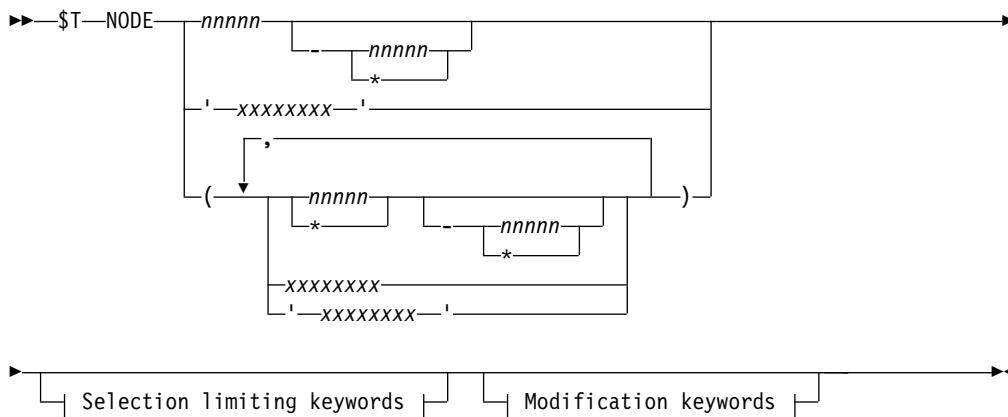 $T NODE nnnnn
- nnnnn
*
' xxxxxxxx '
,
( nnnnn )
* - nnnnn
*
xxxxxxxx
' xxxxxxxx '
Selection limiting keywords Modification keywords